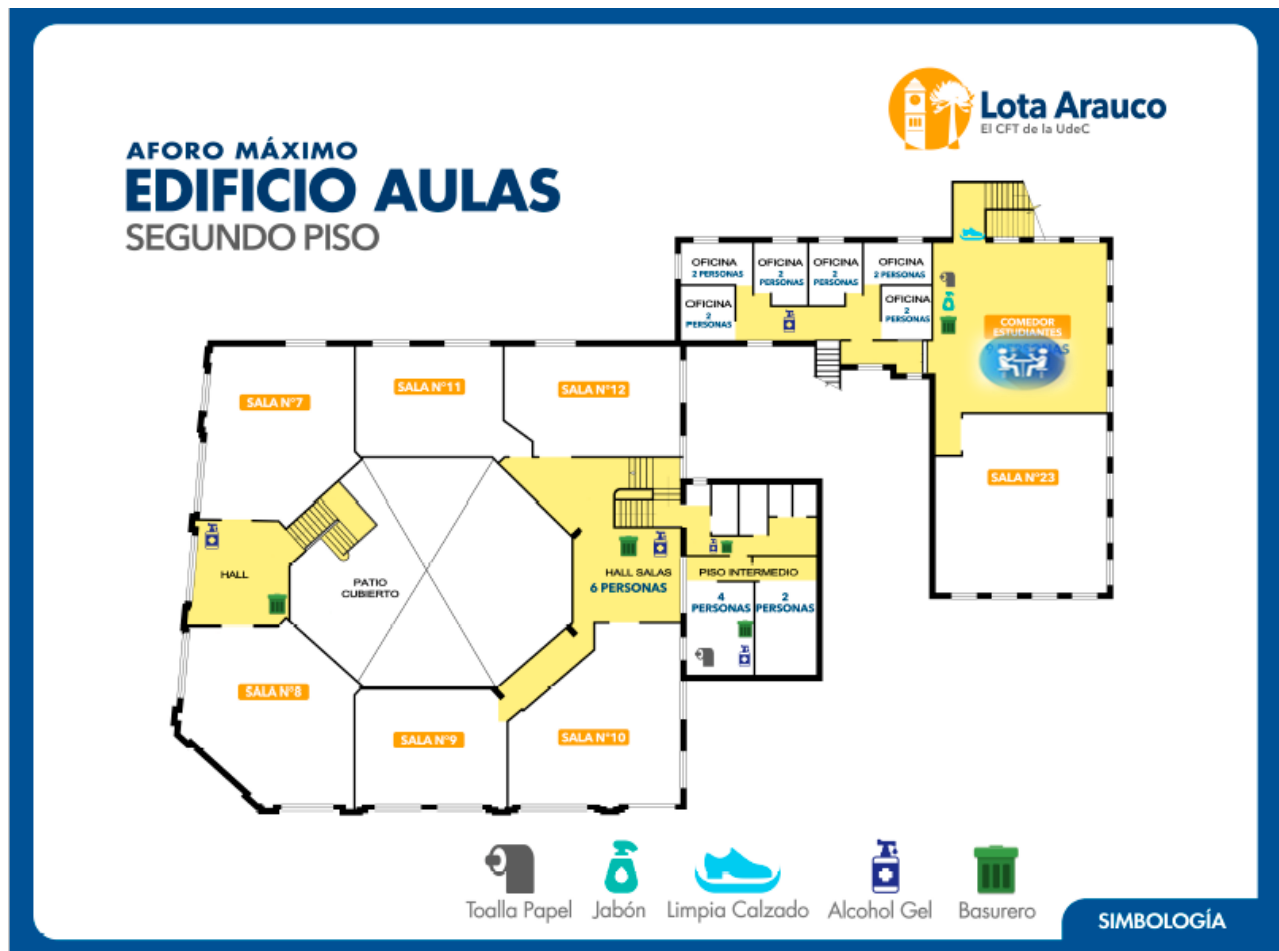 Lota Arauco
El CFT de la UdeC
AFORO MÁXIMO
EDIFICIO AULAS
SEGUNDO PISO
OFICINA
2 PERSONAS
OFICINA
2
PERSONAS
OFICINA
2
PERSONAS
OFICINA
2 PERSONAS
OFICINA
2
PERSONAS
OFICINA
2
PERSONAS
COMEDOR
ESTUDIANTES
9 PERSONAS
SALA N°7
SALA N°11
SALA N°12
SALA N°23
HALL
PATIO
CUBIERTO
HALL SALAS
6 PERSONAS
PISO INTERMEDIO
4
PERSONAS
2
PERSONAS
SALA N°8
SALA N°9
SALA N°10
Toalla Papel
Jabón
Limpia Calzado
Alcohol Gel
Basurero
SIMBOLOGÍA